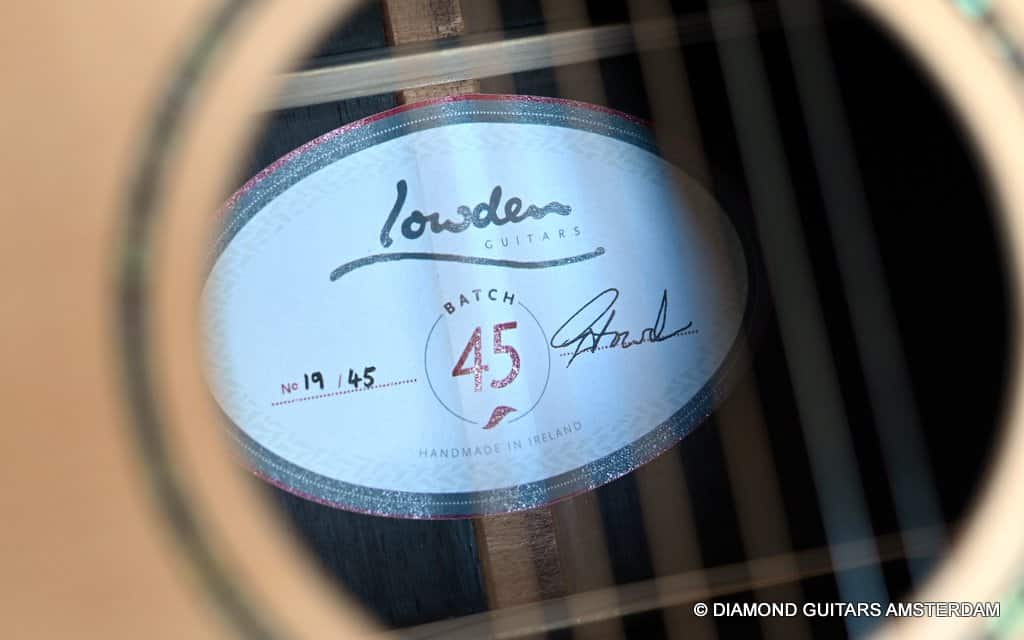 lowden
GUITARS
BATCH
45
No 19 / 45
HANDMADE IN IRELAND
© DIAMOND GUITARS AMSTERDAM